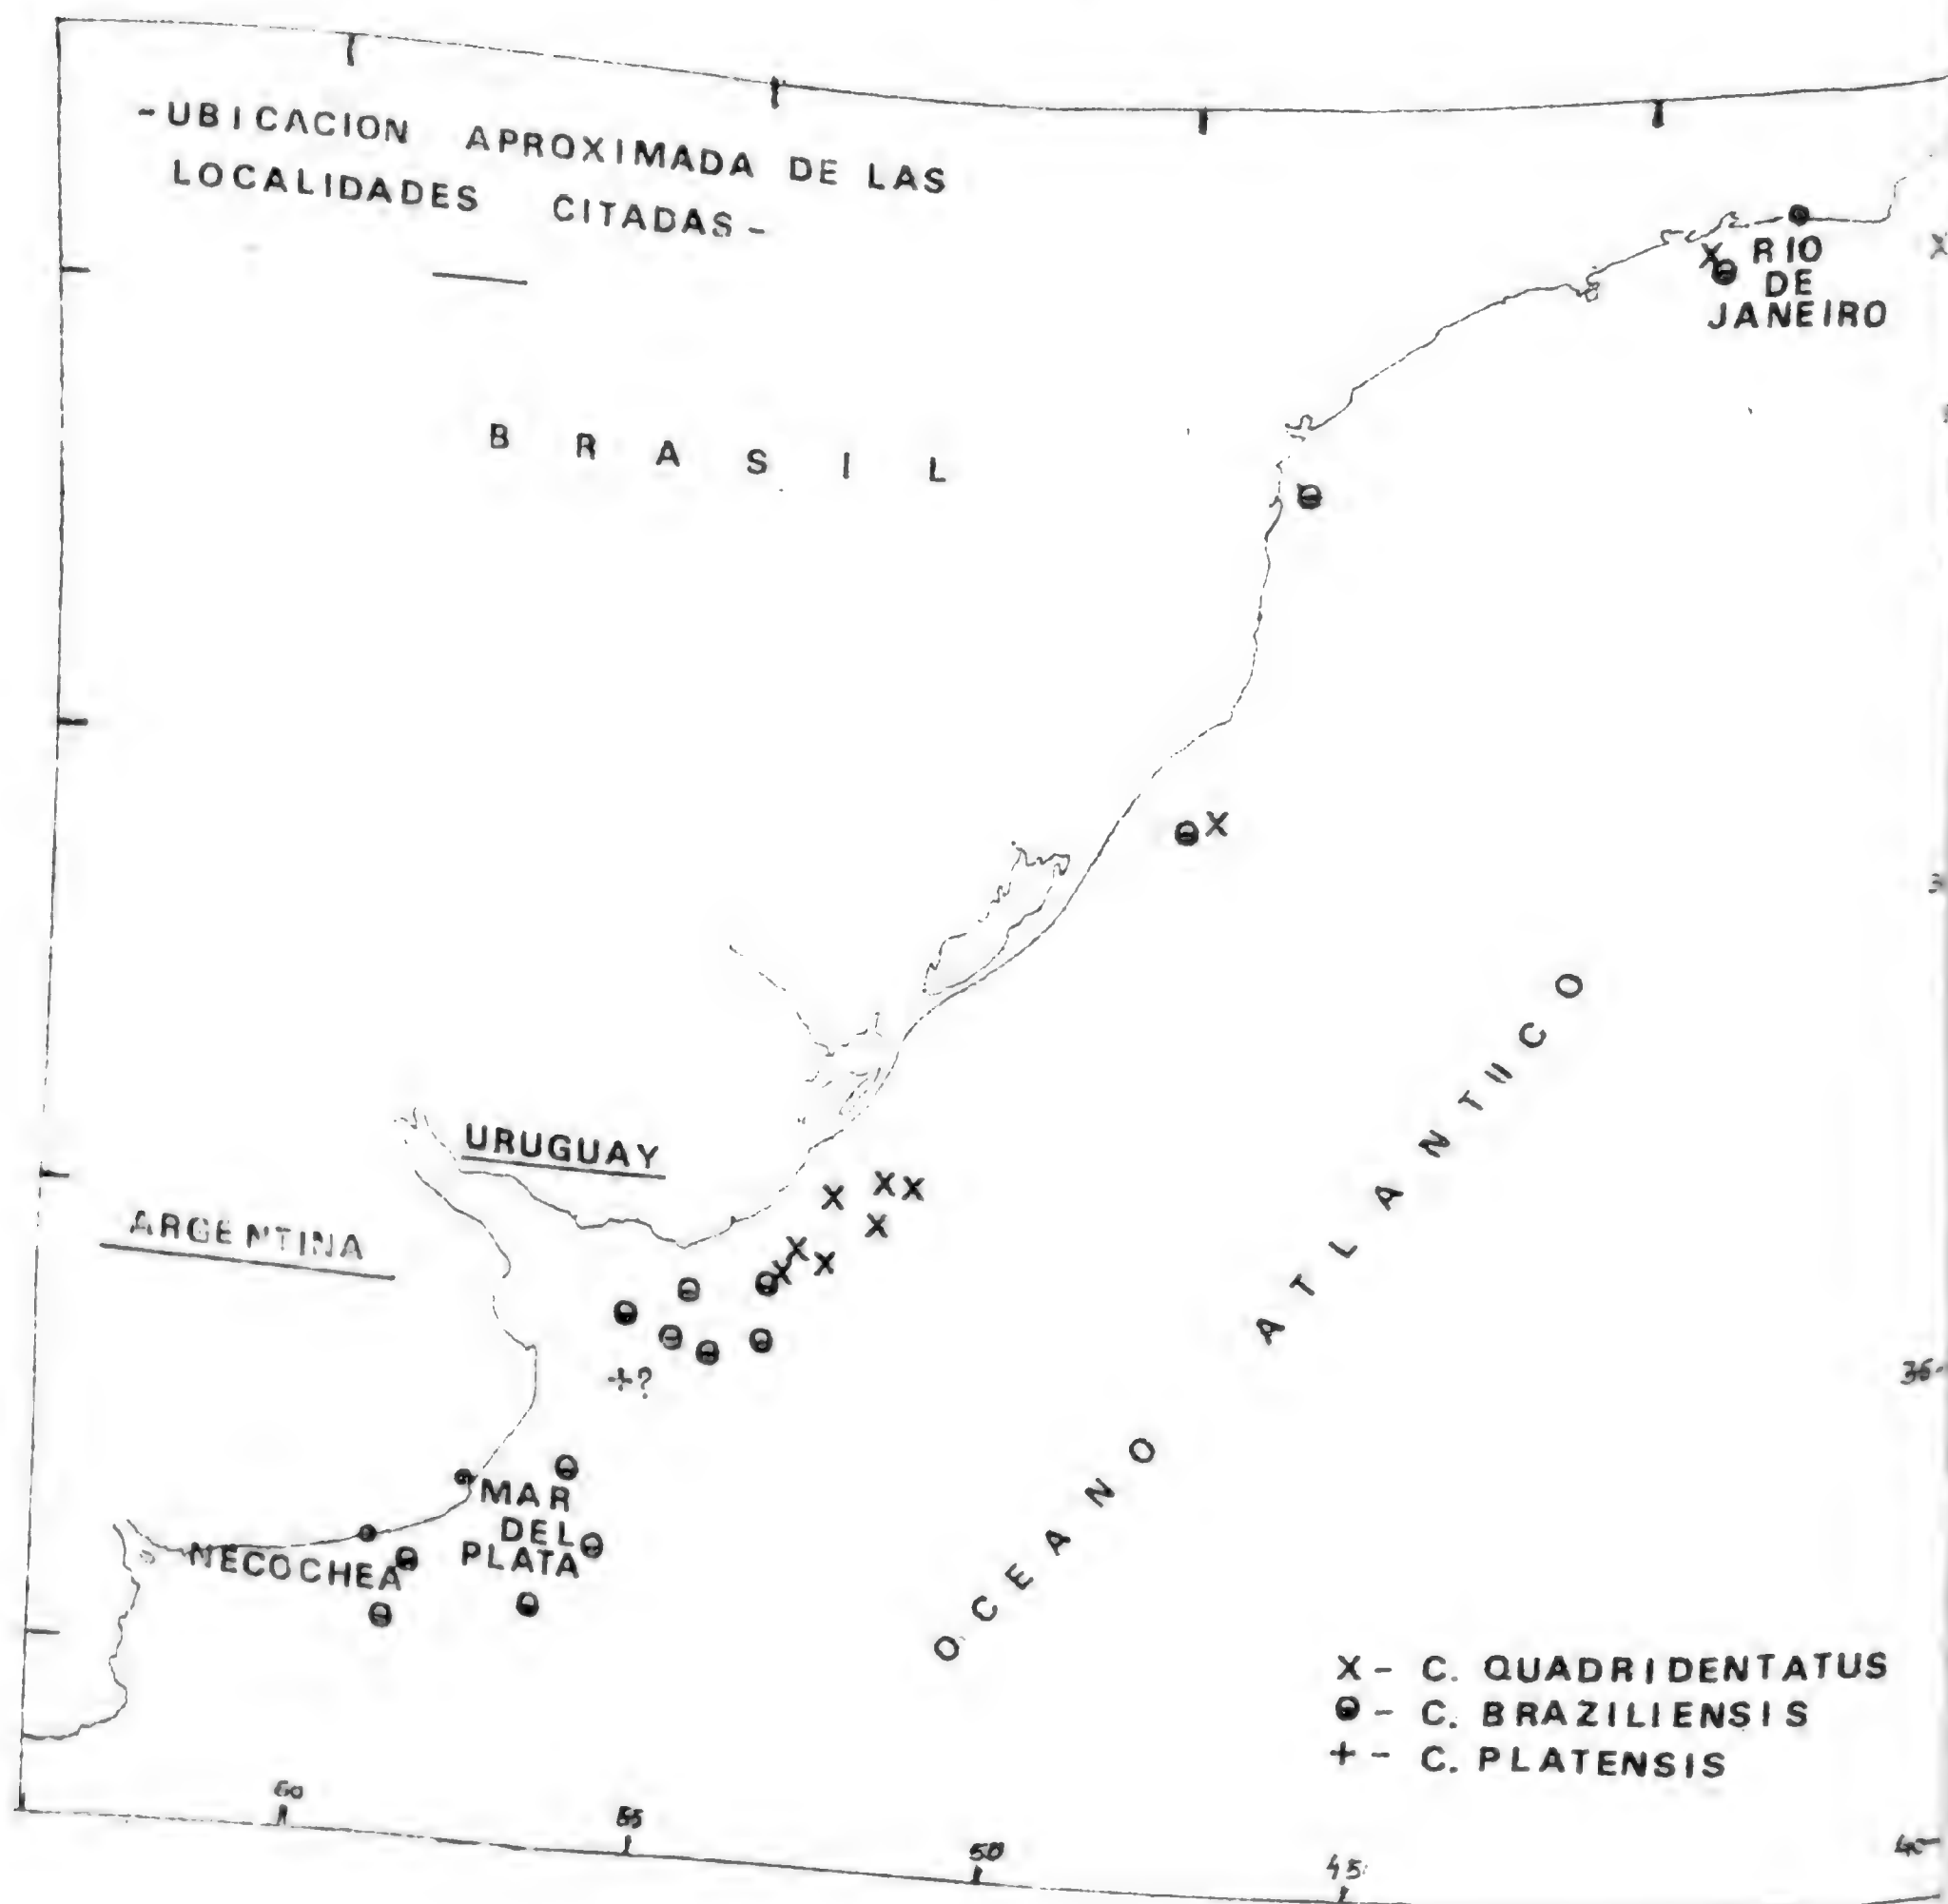 -UBICACION APROXIMADA DE LAS
LOCALIDADES CITADAS-
RIO
DE
JANEIRO
BRASIL
URUGUAY
ARGENTINA
OCEANO ATLANTICO
+?
MAR
DEL
PLATA
NECOCHEA
X - C. QUADRIDENTATUS
C. BRAZILIENSIS
+ - C. PLATENSIS
60
55
50
45
36
40